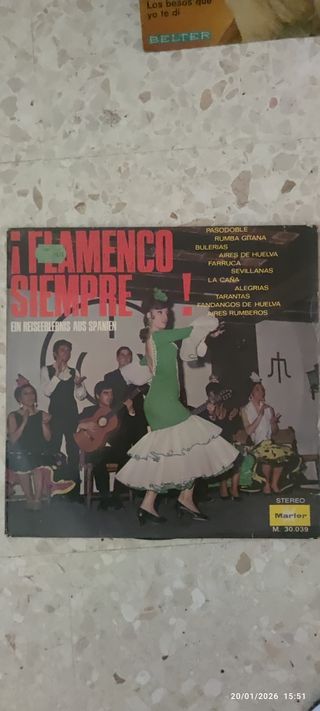 Los besos que
yo te di
BELTER
¡FLAMENCO
SIEMPRE!
EIN REISEERLEBNIS AUS SPANIEN
PASODOBLE
RUMBA GITANA
BULERIAS
AIRES DE HUELVA
FARRUCA
SEVILLANAS
LA CAÑA
ALEGRIAS
TARANTAS
FANDANGOS DE HUELVA
AIRES RUMBEROS
STEREO
Marfer
M. 30.039
20/01/2026 15:51